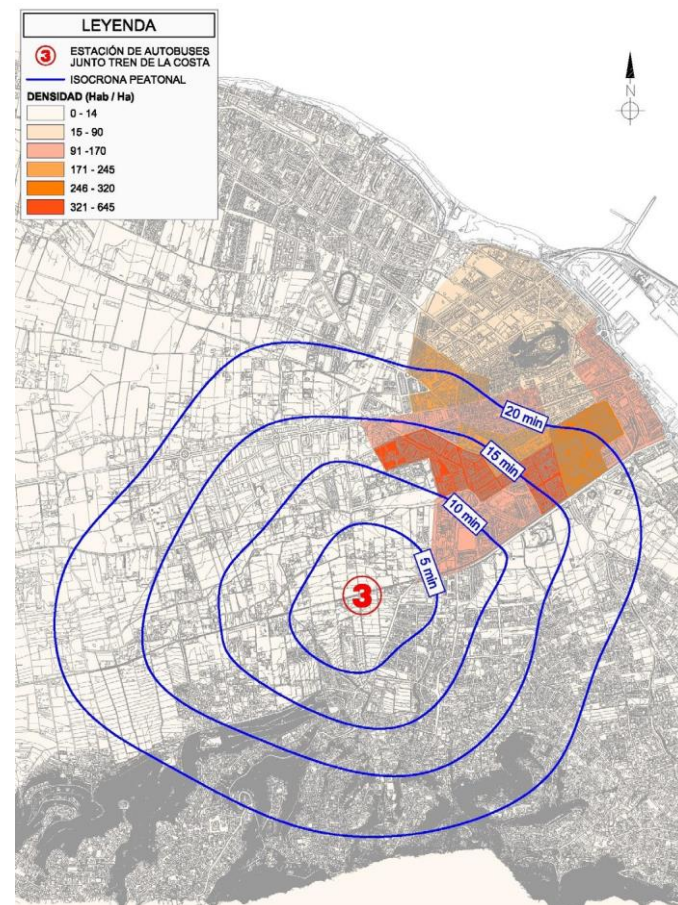 LEYENDA
3 ESTACIÓN DE AUTOBUSES
JUNTO TREN DE LA COSTA
ISOCRONA PEATONAL
DENSIDAD (Hab / Ha)
0 - 14
15 - 90
91 -170
171 - 245
246 - 320
321 - 645
N
20 min
15 min
10 min
5 min
3